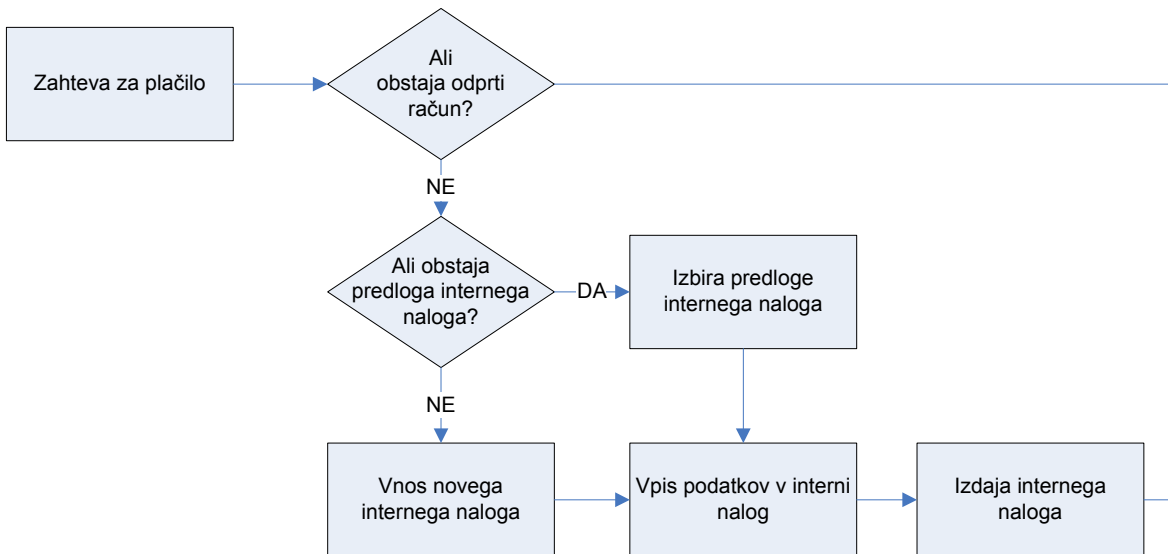 Zahteva za plačilo
Ali
obstaja odprti
račun?
NE
Ali obstaja
predloga internega
naloga?
DA
Izbira predloge
internega naloga
NE
Vnos novega
internega naloga
Vpis podatkov v interni
nalog
Izdaja internega
naloga